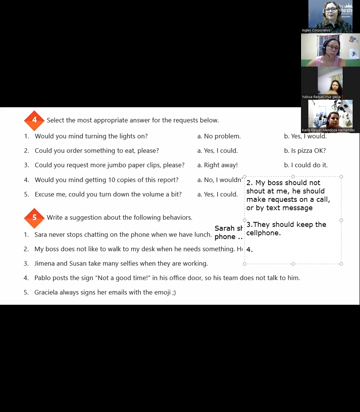 4 Select the most appropriate answer for the requests below.
1. Would you mind turning the lights on? a. No problem. b. Yes, I would.
2. Could you order something to eat, please? a. Yes, I could. b. Is pizza OK?
3. Could you request more jumbo paper clips, please? a. Right away! b. I could do it.
4. Would you mind getting 10 copies of this report? a. No, I wouldn'
5. Excuse me, could you turn down the volume a bit? a. Yes, I could.
5 Write a suggestion about the following behaviors.
1. Sara never stops chatting on the phone when we have lunch.
Sarah sh
phone ..
2. My boss does not like to walk to my desk when he needs something. H
3. Jimena and Susan take many selfies when they are working.
4. Pablo posts the sign "Not a good time!" in his office door, so his team does not talk to him.
5. Graciela always signs her emails with the emoji ;)
2. My boss should not
shout at me, he should
make requests on a call,
or by text message
3.They should keep the
cellphone.
4.